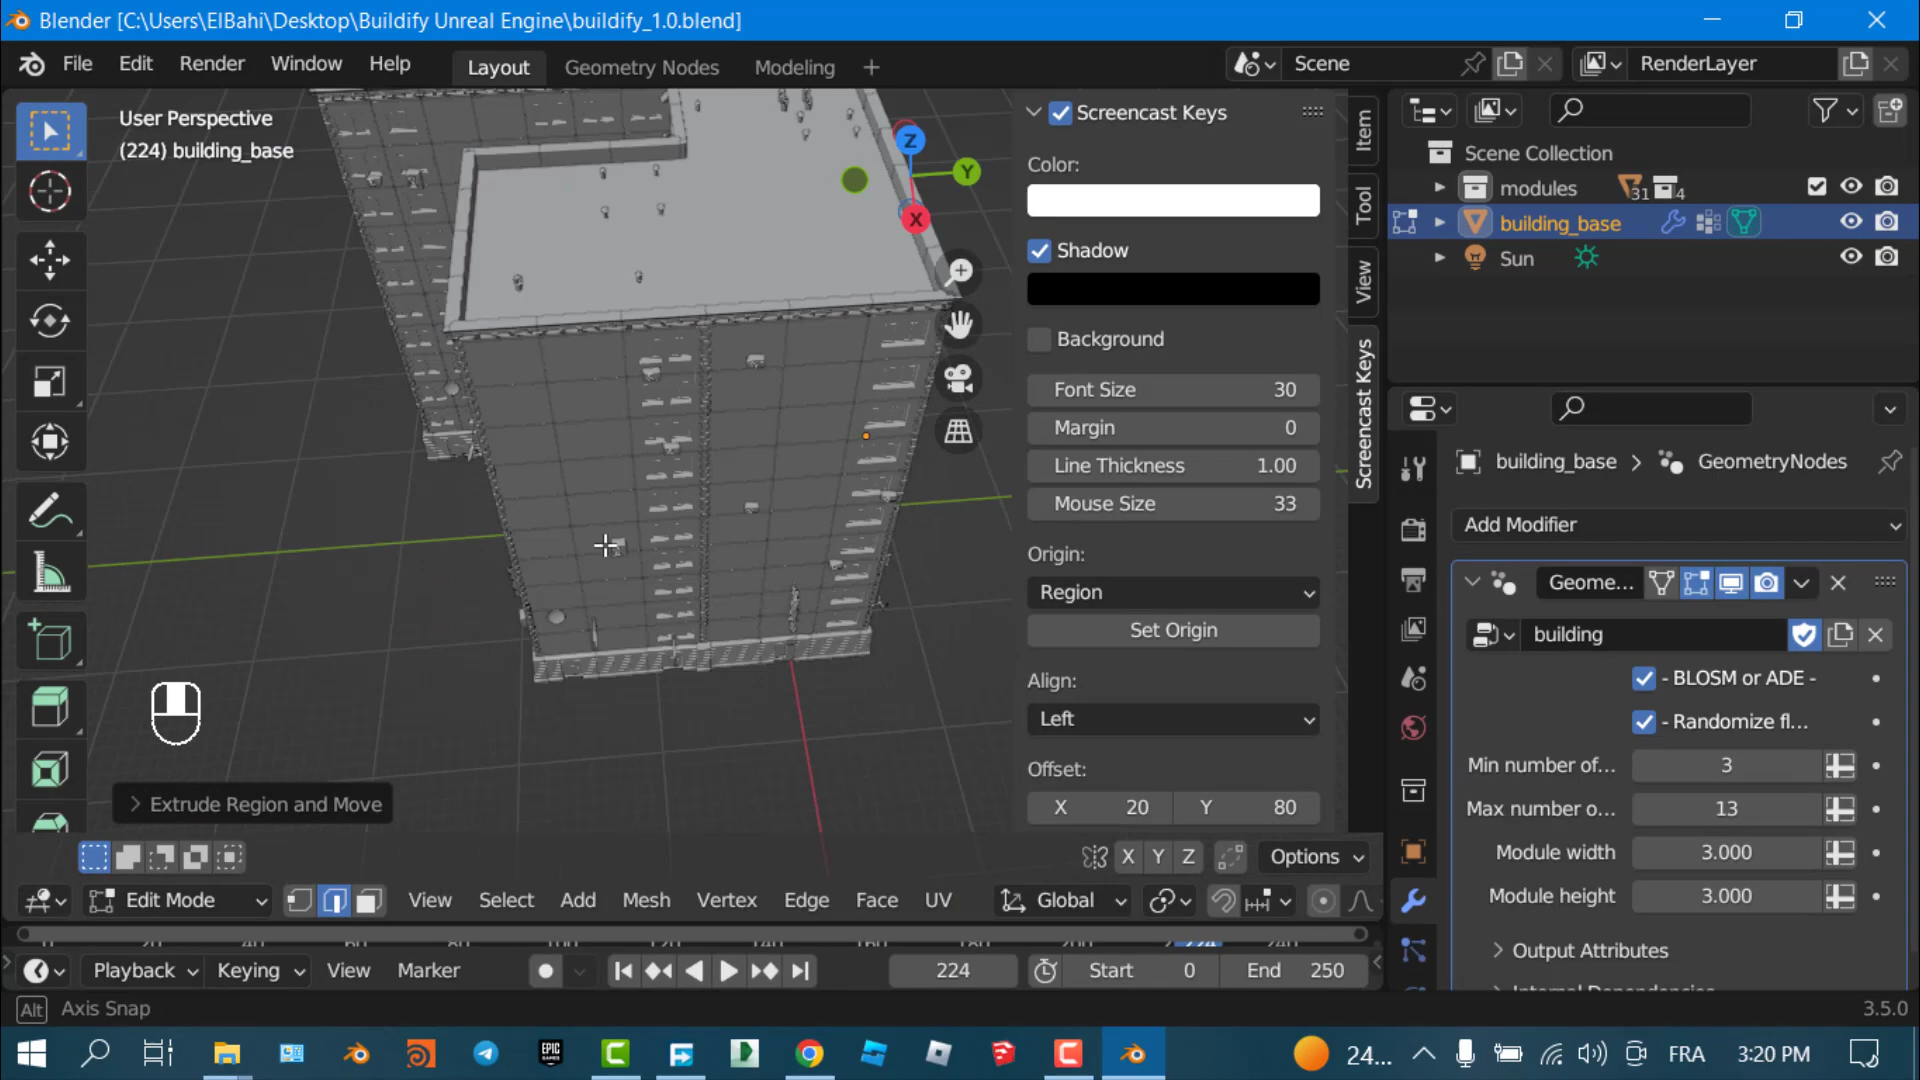 Blender [C:\Users\ElBahi\Desktop\Buildify Unreal Engine\buildify_1.0.blend]
File Edit Render Window Help Layout Geometry Nodes Modeling + Scene RenderLayer
User Perspective
(224) building_base
Z
Y
X
Screencast Keys
Color:
Shadow
Background
Font Size 30
Margin 0
Line Thickness 1.00
Mouse Size 33
Origin:
Region
Set Origin
Align:
Left
Offset:
X 20 Y 80
Item
Tool
View
Screencast Keys
Scene Collection
modules 31 4
building_base
Sun
building_base > GeometryNodes
Add Modifier
Geome...
building
- BLOSM or ADE -
- Randomize fl...
Min number of... 3
Max number o... 13
Module width 3.000
Module height 3.000
Output Attributes
Extrude Region and Move
X Y Z Options
Edit Mode View Select Add Mesh Vertex Edge Face UV Global
Playback Keying View Marker 224 Start 0 End 250
Alt Axis Snap 3.5.0
EPIC GAMES 24... FRA 3:20 PM